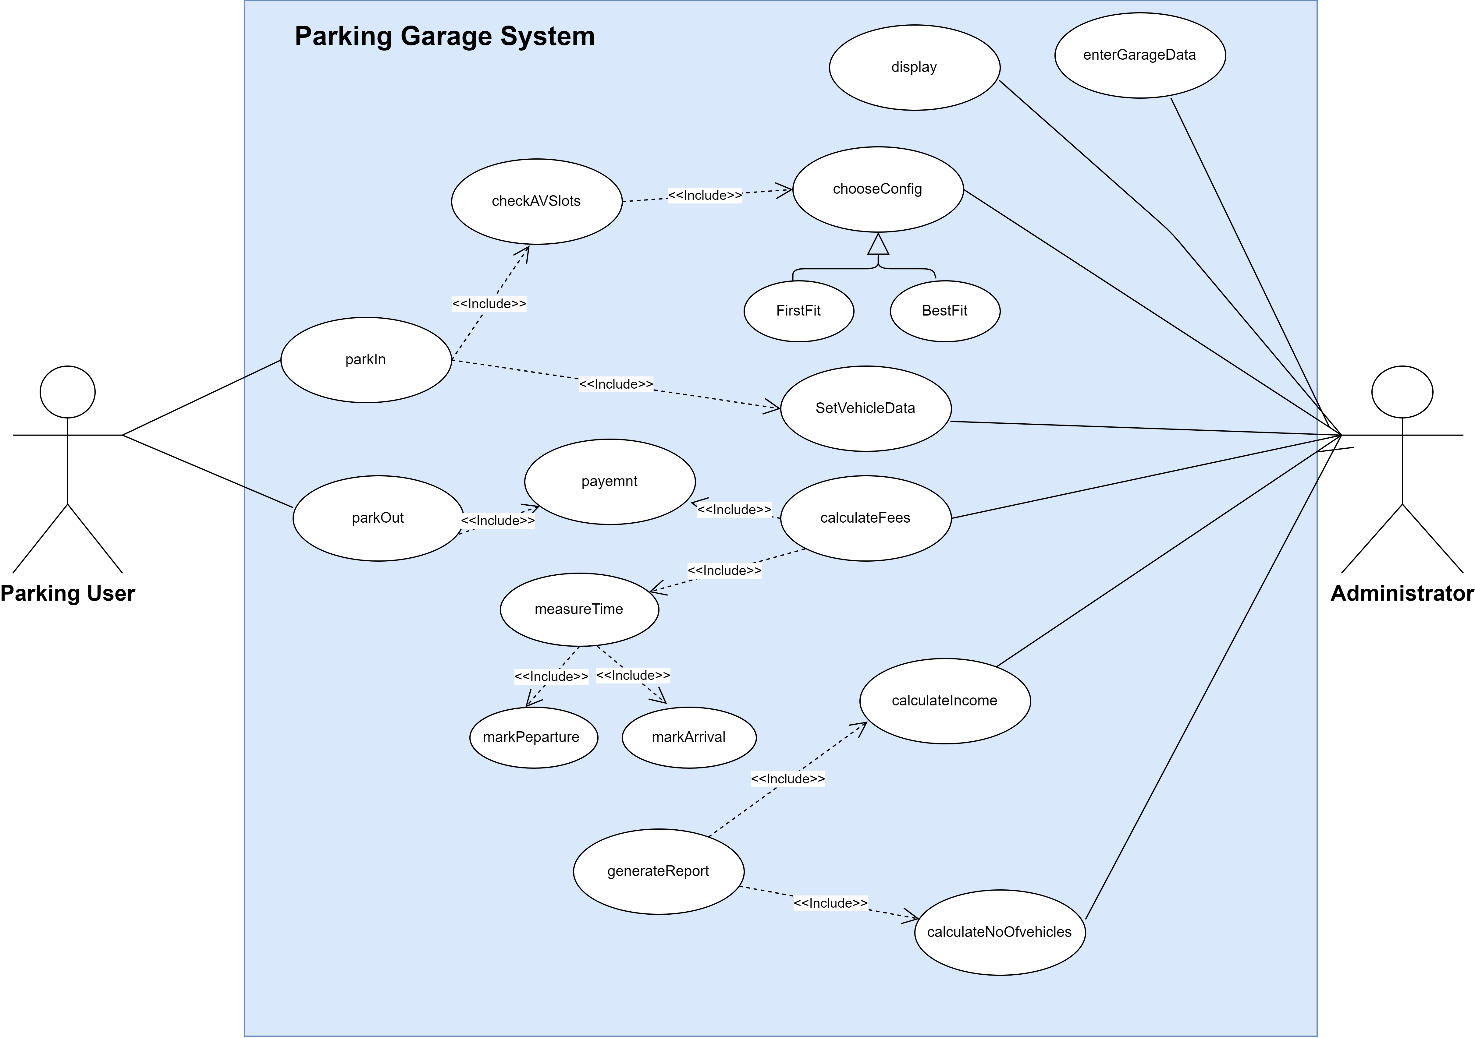 Parking Garage System
display
enterGarageData
checkAVSlots
<<Include>>
chooseConfig
<<Include>>
FirstFit
BestFit
parkIn
<<Include>>
SetVehicleData
payemnt
<<Include>>
parkOut
<<Include>>
calculateFees
<<Include>>
Parking User
Administrator
measureTime
<<Include>>
<<Include>>
calculateIncome
markPeparture
markArrival
<<Include>>
generateReport
<<Include>>
calculateNoOfvehicles